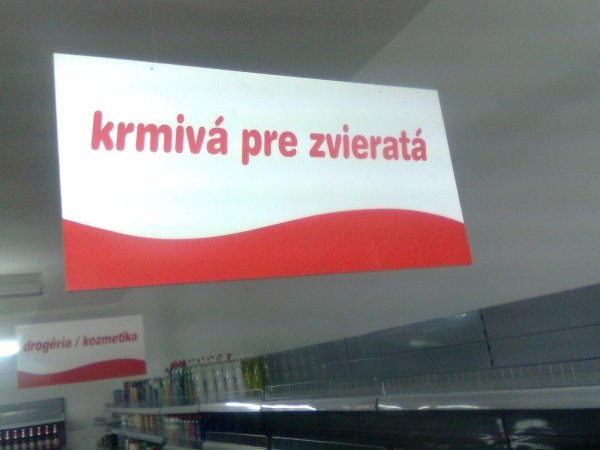 krmivá pre zvieratá
drogéria / kozmetika